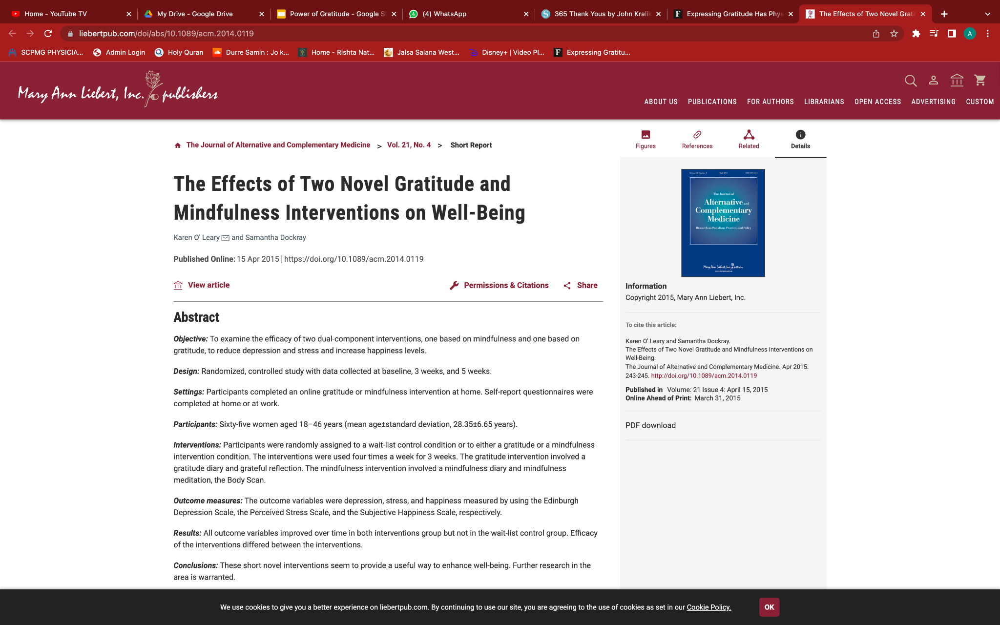 Home - YouTube TV
My Drive - Google Drive
Power of Gratitude - Google S
(4) WhatsApp
365 Thank Yous by John Kralik
Expressing Gratitude Has Phys
The Effects of Two Novel Grati
liebertpub.com/doi/abs/10.1089/acm.2014.0119
A
SCPMG PHYSICIA...
Admin Login
Holy Quran
Durre Samin : Jo k...
Home - Rishta Nat...
Jalsa Salana West...
Disney+ | Video Pl...
Expressing Gratitu...
Mary Ann Liebert, Inc. publishers
ABOUT US PUBLICATIONS FOR AUTHORS LIBRARIANS OPEN ACCESS ADVERTISING CUSTOM
The Journal of Alternative and Complementary Medicine > Vol. 21, No. 4 > Short Report
The Effects of Two Novel Gratitude and
Mindfulness Interventions on Well-Being
Karen O' Leary and Samantha Dockray
Published Online: 15 Apr 2015 | https://doi.org/10.1089/acm.2014.0119
View article
Permissions & Citations
Share
Abstract
Objective: To examine the efficacy of two dual-component interventions, one based on mindfulness and one based on
gratitude, to reduce depression and stress and increase happiness levels.
Design: Randomized, controlled study with data collected at baseline, 3 weeks, and 5 weeks.
Settings: Participants completed an online gratitude or mindfulness intervention at home. Self-report questionnaires were
completed at home or at work.
Participants: Sixty-five women aged 18–46 years (mean age±standard deviation, 28.35±6.65 years).
Interventions: Participants were randomly assigned to a wait-list control condition or to either a gratitude or a mindfulness
intervention condition. The interventions were used four times a week for 3 weeks. The gratitude intervention involved a
gratitude diary and grateful reflection. The mindfulness intervention involved a mindfulness diary and mindfulness
meditation, the Body Scan.
Outcome measures: The outcome variables were depression, stress, and happiness measured by using the Edinburgh
Depression Scale, the Perceived Stress Scale, and the Subjective Happiness Scale, respectively.
Results: All outcome variables improved over time in both interventions group but not in the wait-list control group. Efficacy
of the interventions differed between the interventions.
Conclusions: These short novel interventions seem to provide a useful way to enhance well-being. Further research in the
area is warranted.
Figures
References
Related
Details
The Journal of
Alternative and
Complementary
Medicine
Research on Paradigm, Practice, and Policy
Mary Ann Liebert, Inc. publishers
Information
Copyright 2015, Mary Ann Liebert, Inc.
To cite this article:
Karen O' Leary and Samantha Dockray.
The Effects of Two Novel Gratitude and Mindfulness Interventions on
Well-Being.
The Journal of Alternative and Complementary Medicine. Apr 2015.
243-245. http://doi.org/10.1089/acm.2014.0119
Published in Volume: 21 Issue 4: April 15, 2015
Online Ahead of Print: March 31, 2015
PDF download
We use cookies to give you a better experience on liebertpub.com. By continuing to use our site, you are agreeing to the use of cookies as set in our Cookie Policy.
OK